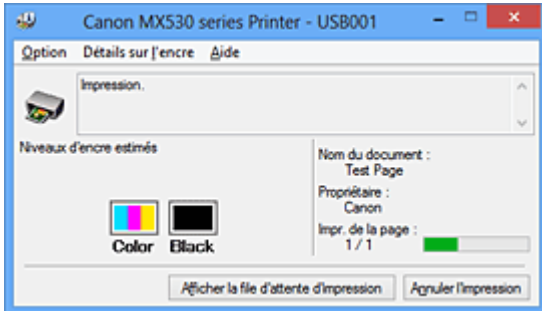 Canon MX530 series Printer - USB001
Option Détails sur l'encre Aide
Impression.
Niveaux d'encre estimés
Color Black
Nom du document :
Test Page
Propriétaire :
Canon
Impr. de la page :
1 / 1
Afficher la file d'attente d'impression Annuler l'impression